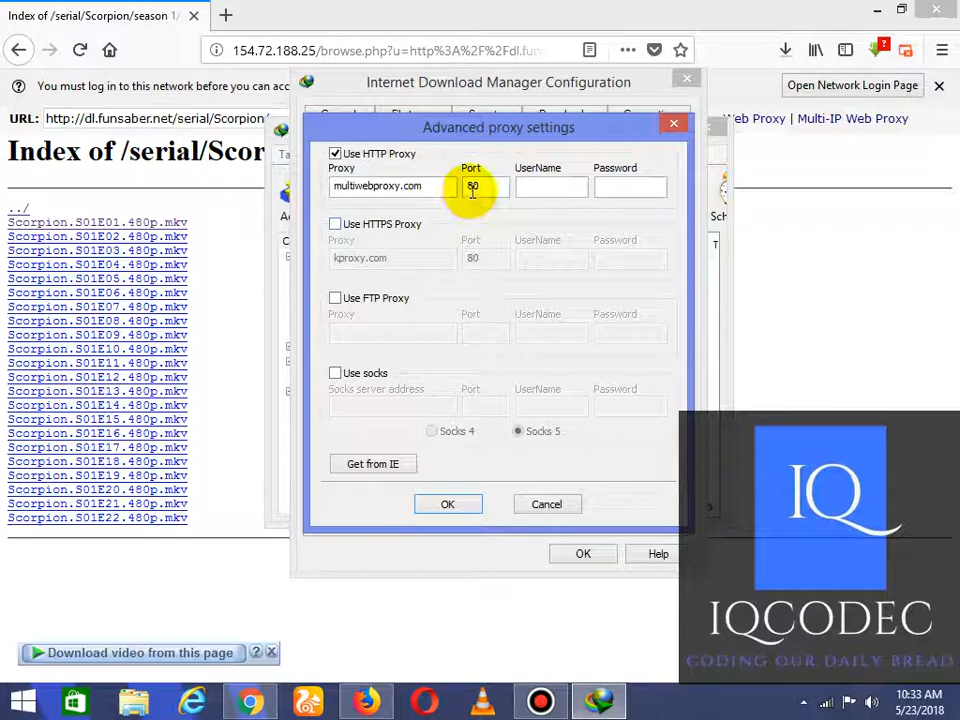 Index of /serial/Scorpion/season 1/
154.72.188.25/browse.php?u=http%3A%2F%2Fdl.fun
You must log in to this network before you can acc
Open Network Login Page
URL: http://dl.funsaber.net/serial/Scorpion
Web Proxy | Multi-IP Web Proxy
Index of /serial/Scor
../
Scorpion.S01E01.480p.mkv
Scorpion.S01E02.480p.mkv
Scorpion.S01E03.480p.mkv
Scorpion.S01E04.480p.mkv
Scorpion.S01E05.480p.mkv
Scorpion.S01E06.480p.mkv
Scorpion.S01E07.480p.mkv
Scorpion.S01E08.480p.mkv
Scorpion.S01E09.480p.mkv
Scorpion.S01E10.480p.mkv
Scorpion.S01E11.480p.mkv
Scorpion.S01E12.480p.mkv
Scorpion.S01E13.480p.mkv
Scorpion.S01E14.480p.mkv
Scorpion.S01E15.480p.mkv
Scorpion.S01E16.480p.mkv
Scorpion.S01E17.480p.mkv
Scorpion.S01E18.480p.mkv
Scorpion.S01E19.480p.mkv
Scorpion.S01E20.480p.mkv
Scorpion.S01E21.480p.mkv
Scorpion.S01E22.480p.mkv
Internet Download Manager Configuration
Advanced proxy settings
Use HTTP Proxy
Proxy Port UserName Password
multiwebproxy.com 80
Use HTTPS Proxy
Proxy Port UserName Password
kproxy.com 80
Use FTP Proxy
Proxy Port UserName Password
Use socks
Socks server address Port UserName Password
Socks 4 Socks 5
Get from IE
OK Cancel
OK Help
Ta
Sch
T
Download video from this page ?
IQ
IQCODEC
CODING OUR DAILY BREAD
10:33 AM
5/23/2018